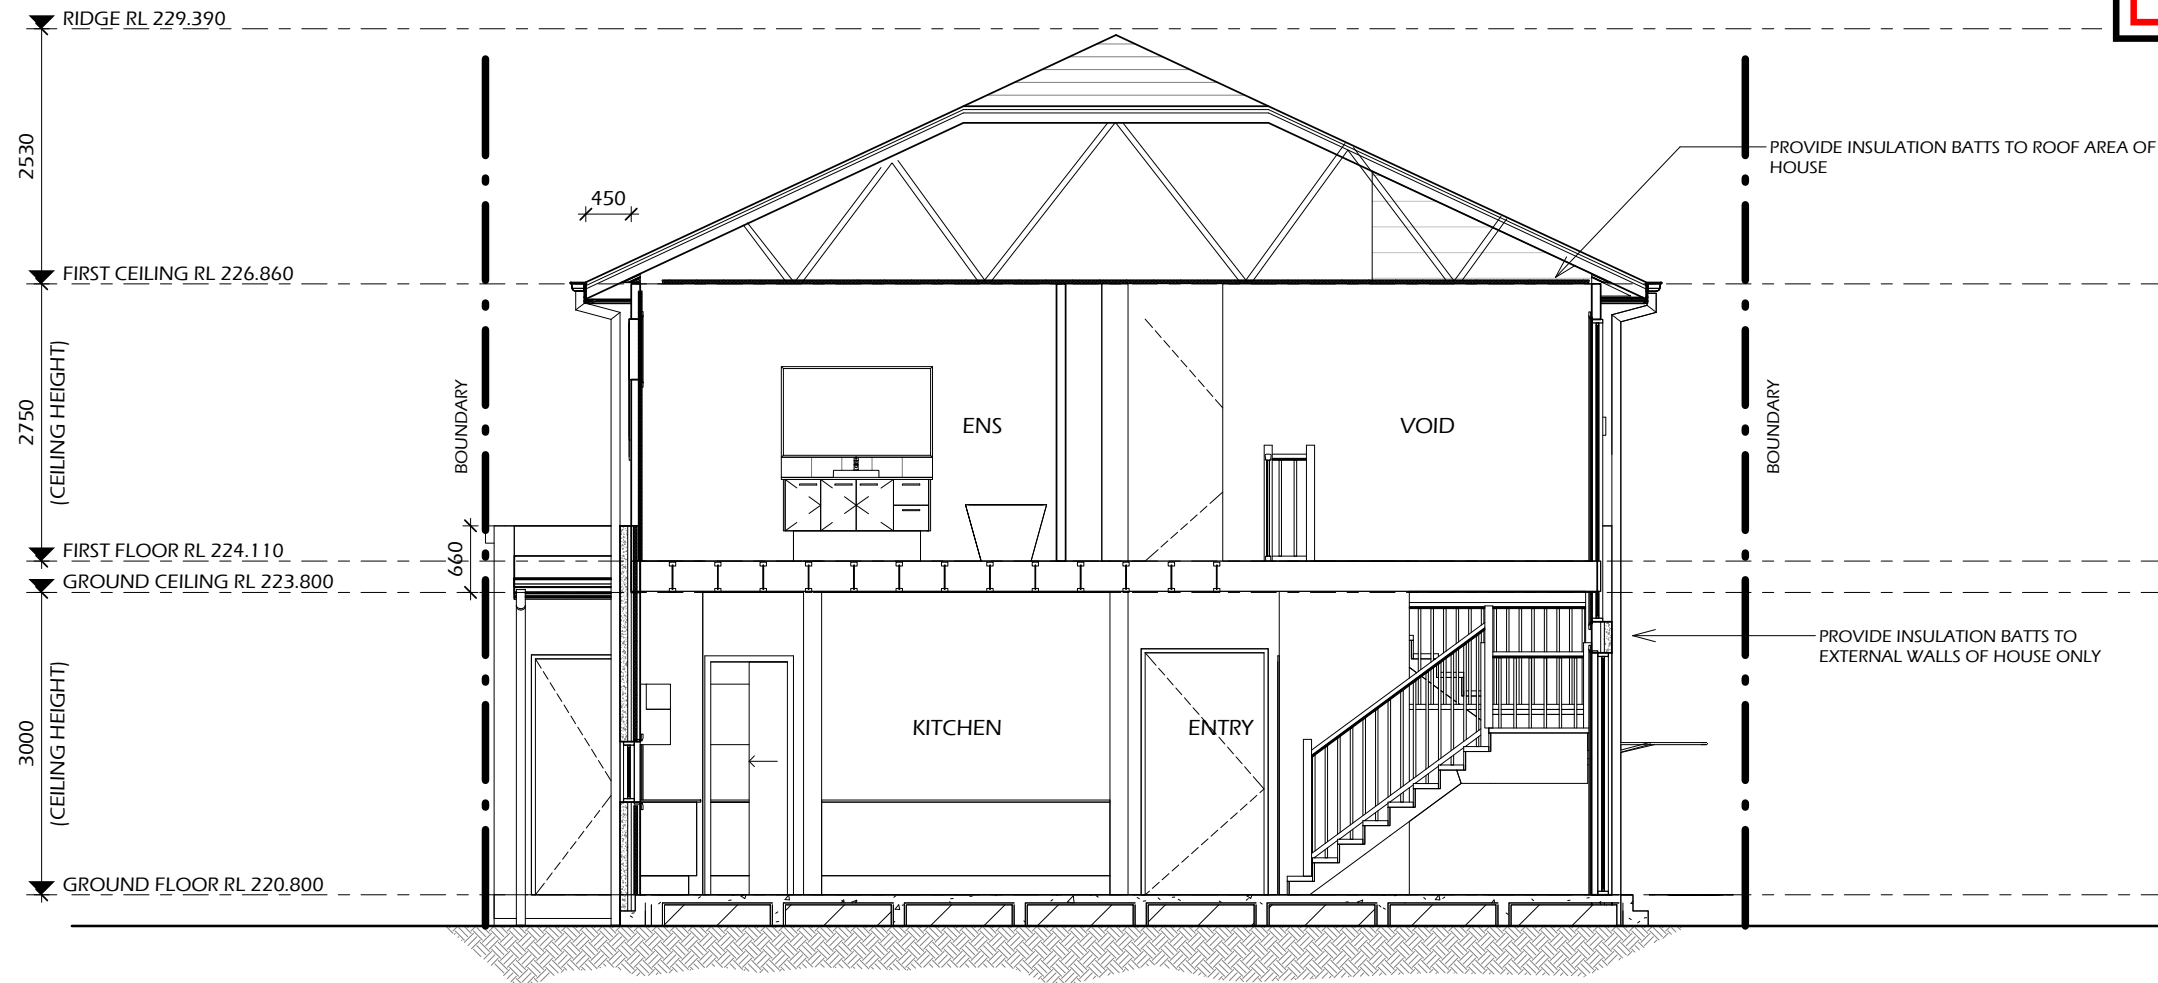 RIDGE RL 229.390
2530
450
PROVIDE INSULATION BATTS TO ROOF AREA OF
HOUSE
FIRST CEILING RL 226.860
2750
(CEILING HEIGHT)
BOUNDARY
ENS
VOID
BOUNDARY
FIRST FLOOR RL 224.110
660
GROUND CEILING RL 223.800
PROVIDE INSULATION BATTS TO
EXTERNAL WALLS OF HOUSE ONLY
3000
(CEILING HEIGHT)
KITCHEN
ENTRY
GROUND FLOOR RL 220.800